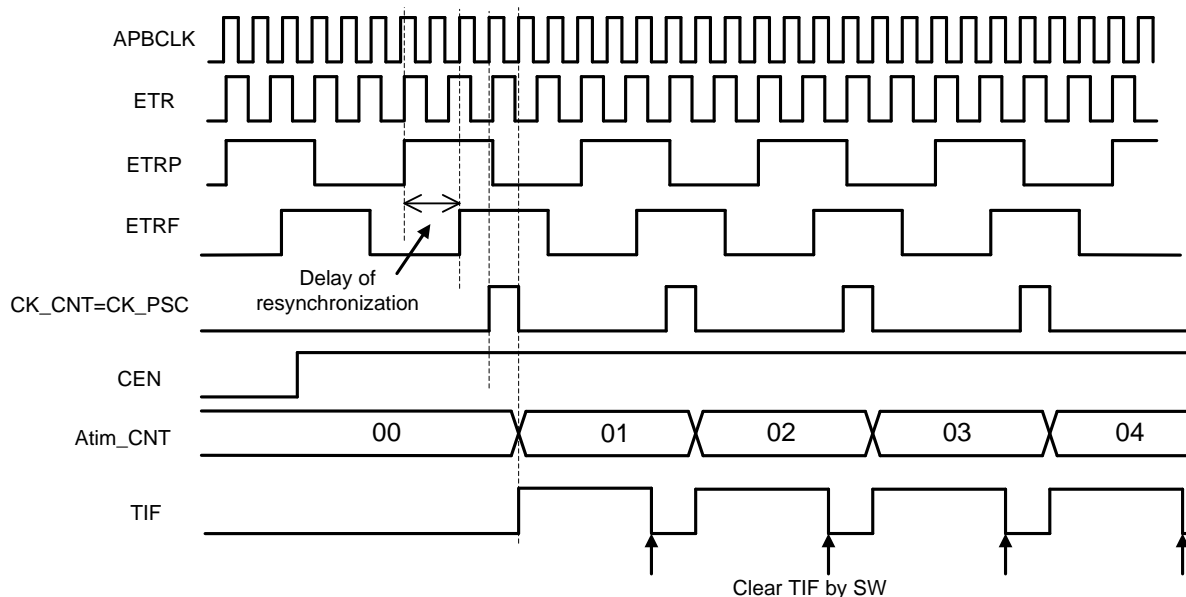 APBCLK
ETR
ETRP
ETRF
Delay of
resynchronization
CK_CNT=CK_PSC
CEN
Atim_CNT
00
01
02
03
04
TIF
Clear TIF by SW